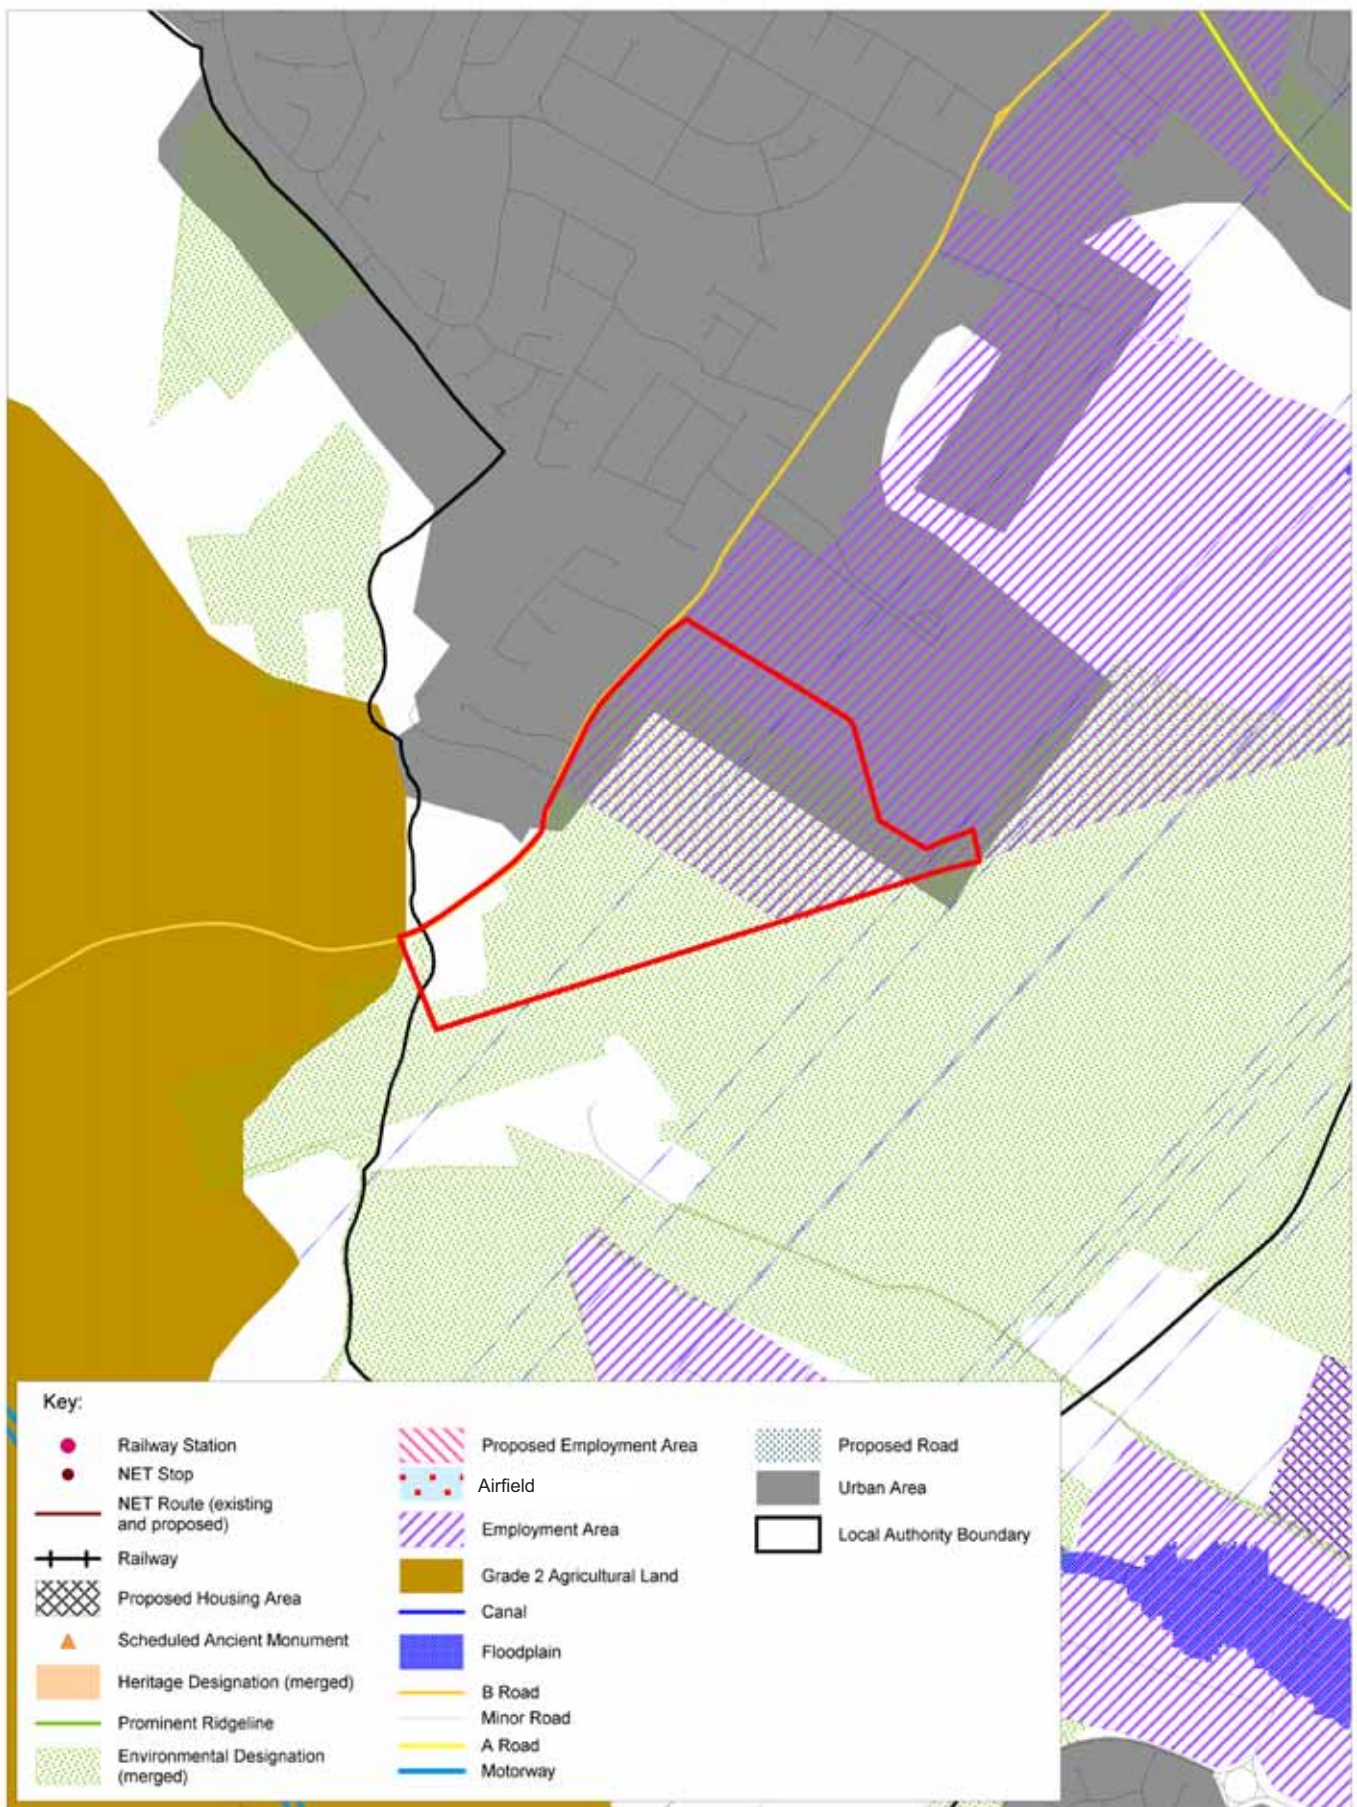 Key:
Railway Station
NET Stop
NET Route (existing
and proposed)
Railway
Proposed Housing Area
Scheduled Ancient Monument
Heritage Designation (merged)
Prominent Ridgeline
Environmental Designation
(merged)
Proposed Employment Area
Airfield
Employment Area
Grade 2 Agricultural Land
Canal
Floodplain
B Road
Minor Road
A Road
Motorway
Proposed Road
Urban Area
Local Authority Boundary